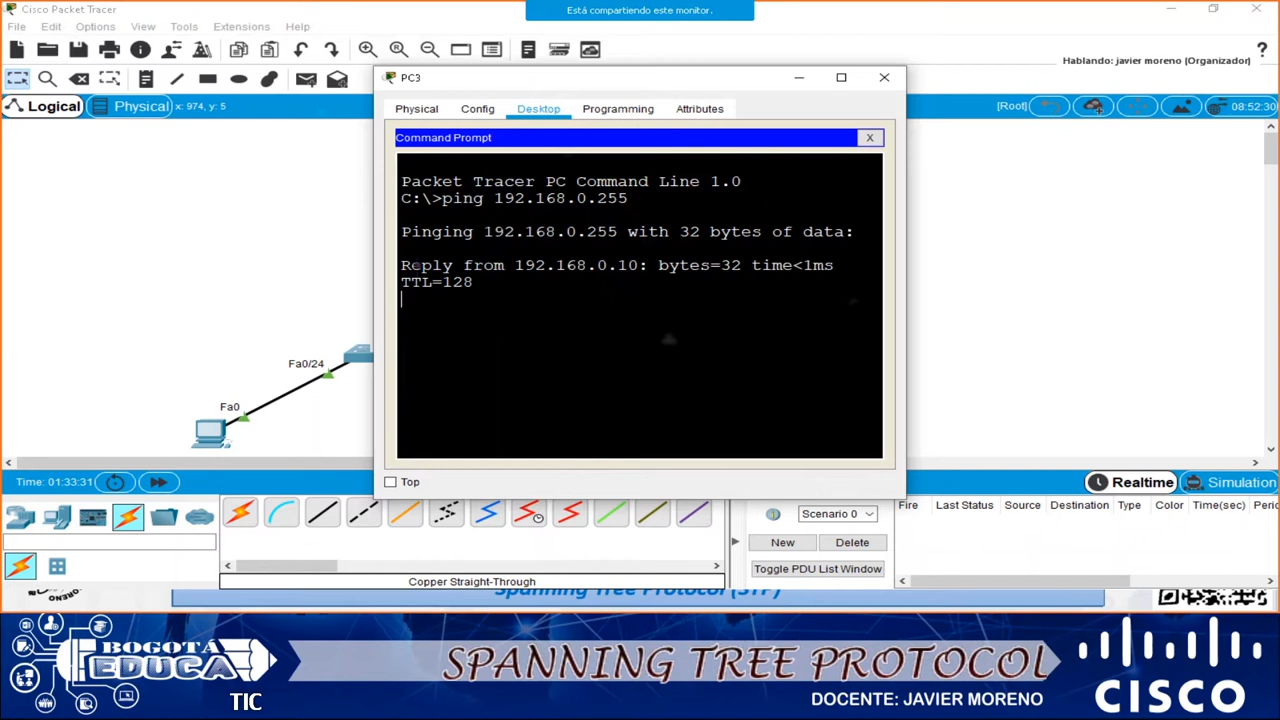 Cisco Packet Tracer
Está compartiendo este monitor.
File Edit Options View Tools Extensions Help
Hablando: javier moreno (Organizador)
Logical
Physical
x: 974, y: 5
[Root]
08:52:30
PC3
Physical Config Desktop Programming Attributes
Command Prompt
X
Packet Tracer PC Command Line 1.0
C:\>ping 192.168.0.255
Pinging 192.168.0.255 with 32 bytes of data:
Reply from 192.168.0.10: bytes=32 time<1ms
TTL=128
Fa0/24
Fa0
Top
Time: 01:33:31
Realtime
Simulation
Scenario 0
Fire Last Status Source Destination Type Color Time(sec) Perio
New
Delete
Toggle PDU List Window
Copper Straight-Through
Spanning Tree Protocol (STP)
BOGOTÁ
EDUCA
TIC
SPANNING TREE PROTOCOL
DOCENTE: JAVIER MORENO
CISCO